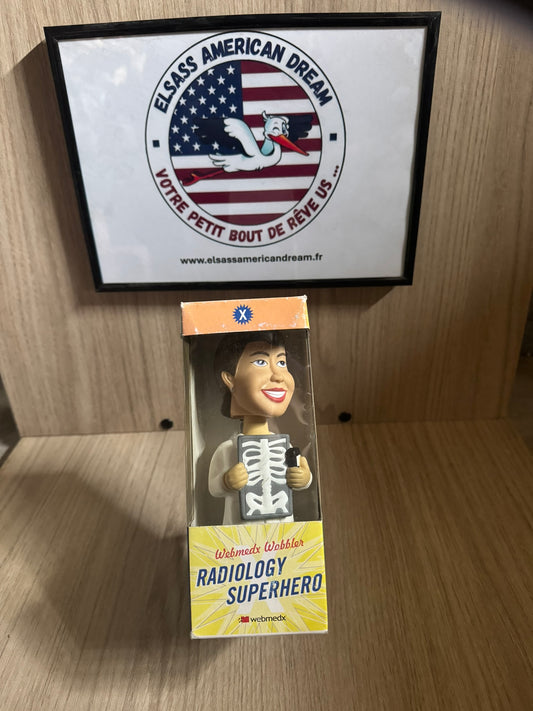 ELSASS AMERICAN DREAM
VOTRE PETIT BOUT DE RÊVE US ...
www.elsassamericandream.fr
X
Webmedx Wobbler
RADIOLOGY
SUPERHERO
webmedx